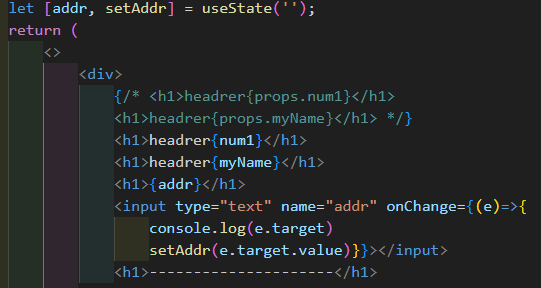 let [addr, setAddr] = useState('');
return (
<>
<div>
{/* <h1>headrer{props.num1}</h1>
<h1>headrer{props.myName}</h1> */}
<h1>headrer{num1}</h1>
<h1>headrer{myName}</h1>
<h1>{addr}</h1>
<input type="text" name="addr" onChange={(e)=>{
console.log(e.target)
setAddr(e.target.value)}}></input>
<h1>---------------------</h1>